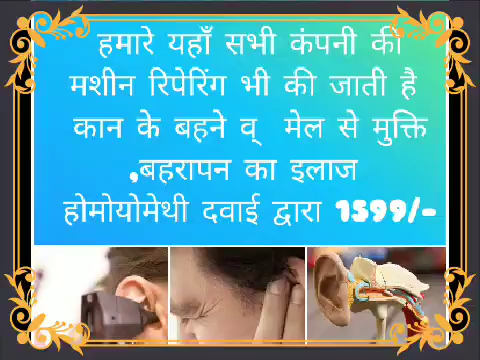 हमारे यहाँ सभी कंपनी की
मशीन रिपेरिंग भी की जाती है
कान के बहने व् मेल से मुक्ति
,बहरापन का इलाज
होमोयोमेथी दवाई द्वारा 1599/-